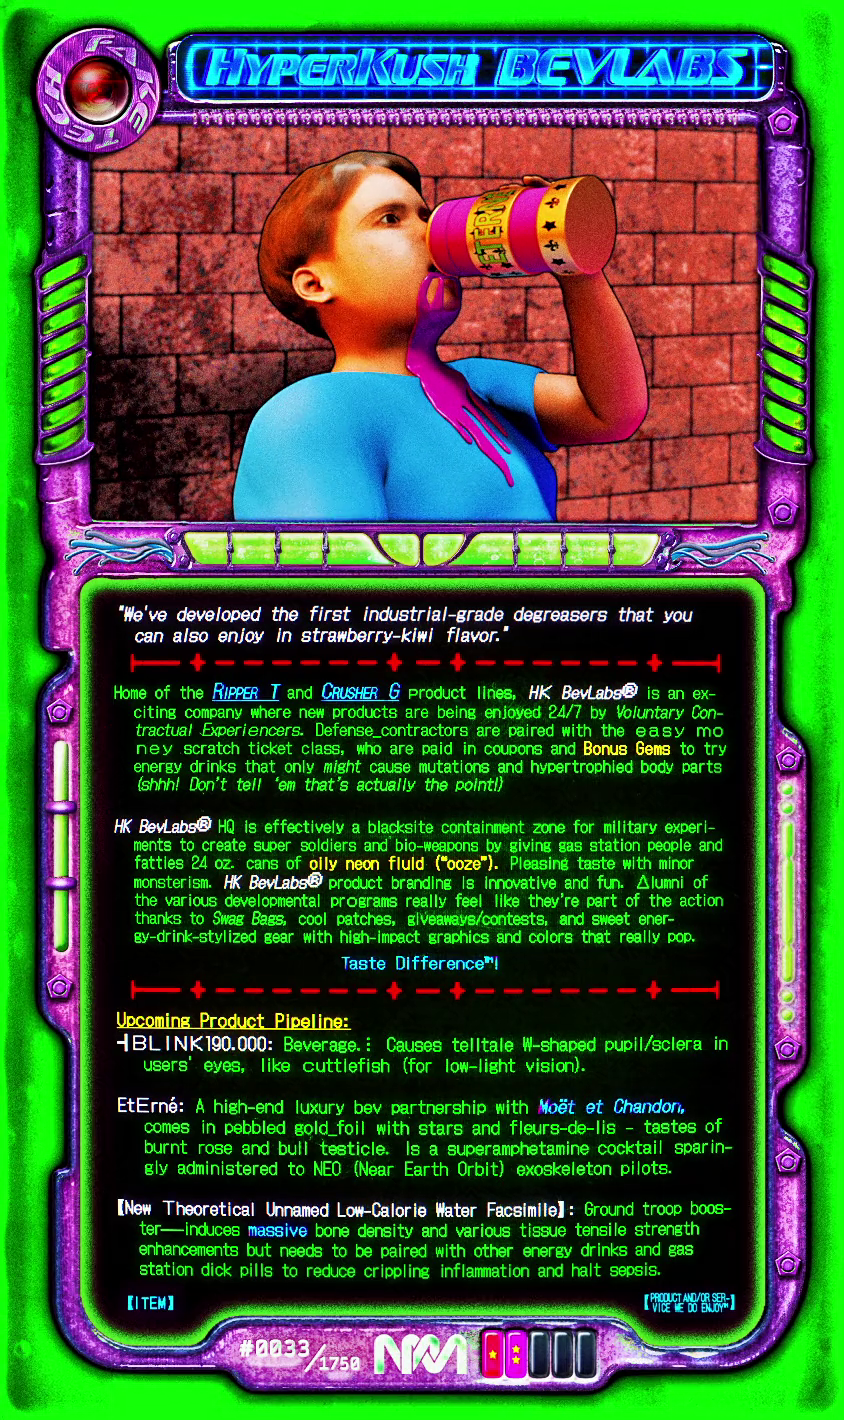 FAKE TECH
HYPERKUSH BEVLABS
ETERN
"We've developed the first industrial-grade degreasers that you
can also enjoy in strawberry-kiwi flavor."
Home of the RIPPER T and CRUSHER G product lines, HK BevLabs® is an ex-
citing company where new products are being enjoyed 24/7 by Voluntary Con-
tractual Experiencers. Defense_contractors are paired with the easy mo
ney scratch ticket class, who are paid in coupons and Bonus Gems to try
energy drinks that only might cause mutations and hypertrophied body parts
(shhh! Don't tell 'em that's actually the point!)
HK BevLabs® HQ is effectively a blacksite containment zone for military experi-
ments to create super soldiers and bio-weapons by giving gas station people and
fatties 24 oz. cans of oily neon fluid ("ooze"). Pleasing taste with minor
monsterism. HK BevLabs® product branding is innovative and fun. Δlumni of
the various developmental programs really feel like they're part of the action
thanks to Swag Bags, cool patches, giveaways/contests, and sweet ener-
gy-drink-stylized gear with high-impact graphics and colors that really pop.
Taste Difference™!
Upcoming Product Pipeline:
⫞BLINK190.000: Beverage.⋮ Causes telltale W-shaped pupil/sclera in
users' eyes, like cuttlefish (for low-light vision).
EtErné: A high-end luxury bev partnership with Moët et Chandon,
comes in pebbled gold_foil with stars and fleurs-de-lis - tastes of
burnt rose and bull testicle. Is a superamphetamine cocktail sparin-
gly administered to NEO (Near Earth Orbit) exoskeleton pilots.
【New Theoretical Unnamed Low-Calorie Water Facsimile】: Ground troop boos-
ter──induces massive bone density and various tissue tensile strength
enhancements but needs to be paired with other energy drinks and gas
station dick pills to reduce crippling inflammation and halt sepsis.
【ITEM】
【PRODUCT AND/OR SER-
VICE WE DO ENJOY™】
#0033/1750